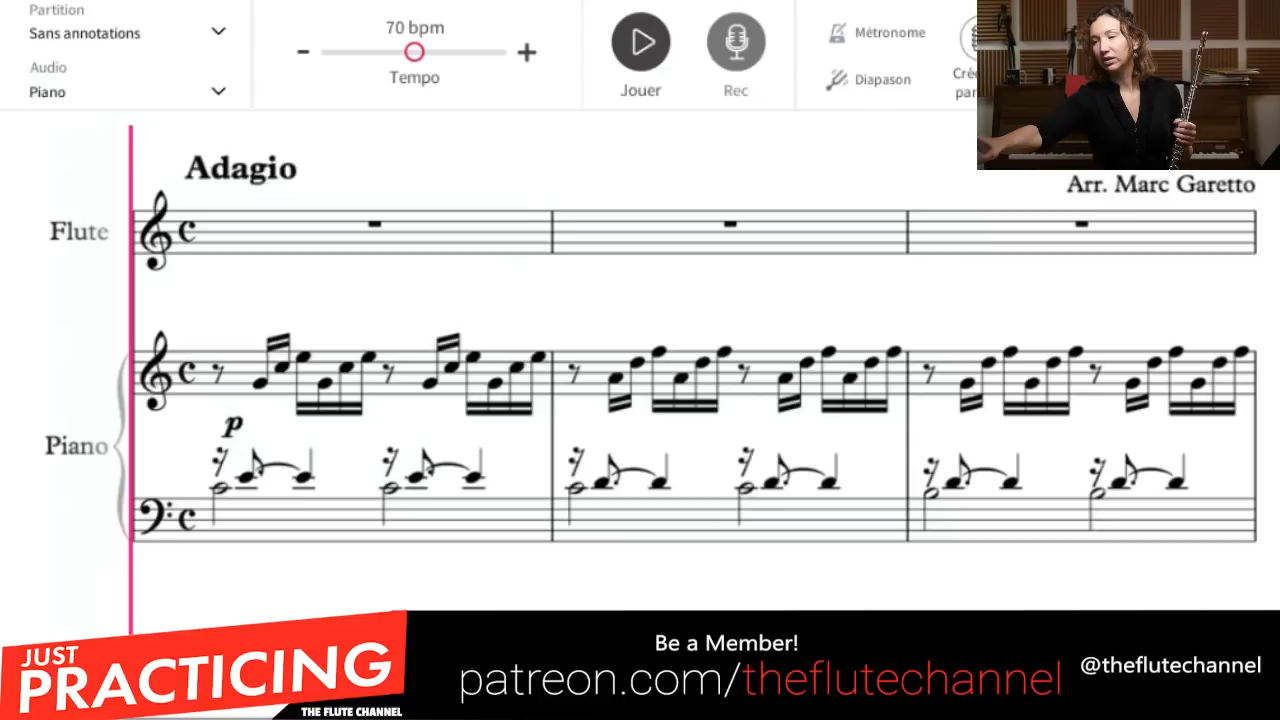 Partition
Sans annotations
Audio
Piano
70 bpm
Tempo
Jouer
Rec
Métronome
Diapason
Adagio
Arr. Marc Garetto
Flute
p
Piano
JUST
PRACTICING
THE FLUTE CHANNEL
Be a Member!
patreon.com/theflutechannel
@theflutechannel